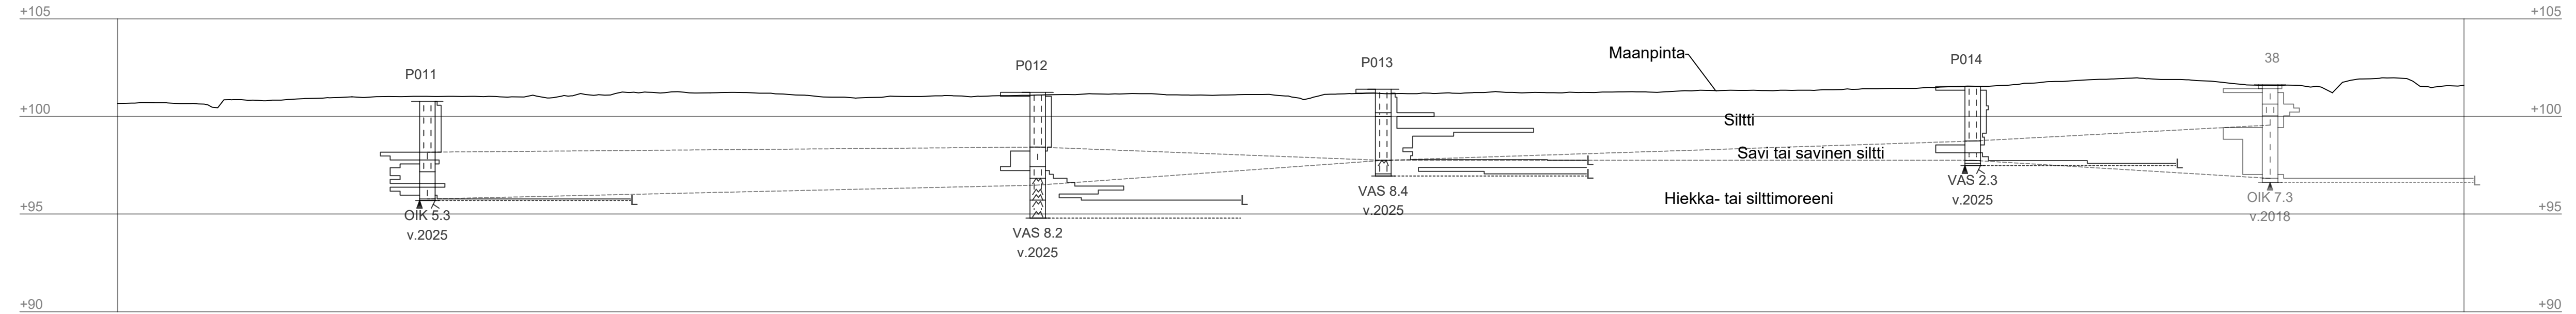 +105
+105
Maanpinta
P011
P012
P013
P014
38
+100
+100
Siltti
Savi tai savinen siltti
Hiekka- tai silttimoreeni
+95
+95
OIK 5.3
v.2025
VAS 8.2
v.2025
VAS 8.4
v.2025
VAS 2.3
v.2025
OIK 7.3
v.2018
+90
+90